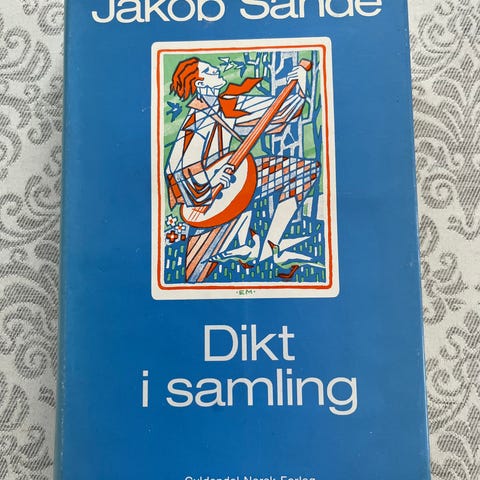 Jakob Sande
·EM·
Dikt
i samling
Gyldendal Norsk Forlag